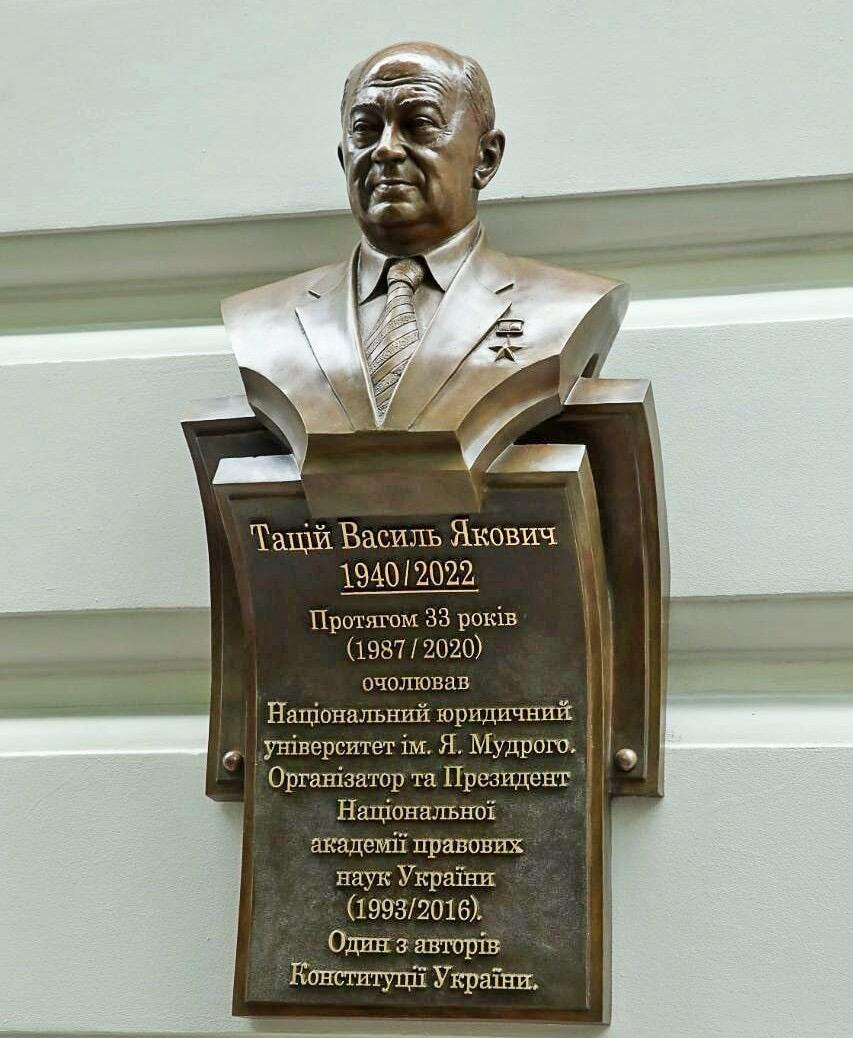 Тацій Василь Якович
1940/2022
Протягом 33 років
(1987/2020)
очолював
Національний юридичний
університет ім. Я. Мудрого.
Організатор та Президент
Національної
академії правових
наук України
(1993/2016).
Один з авторів
Конституції України.